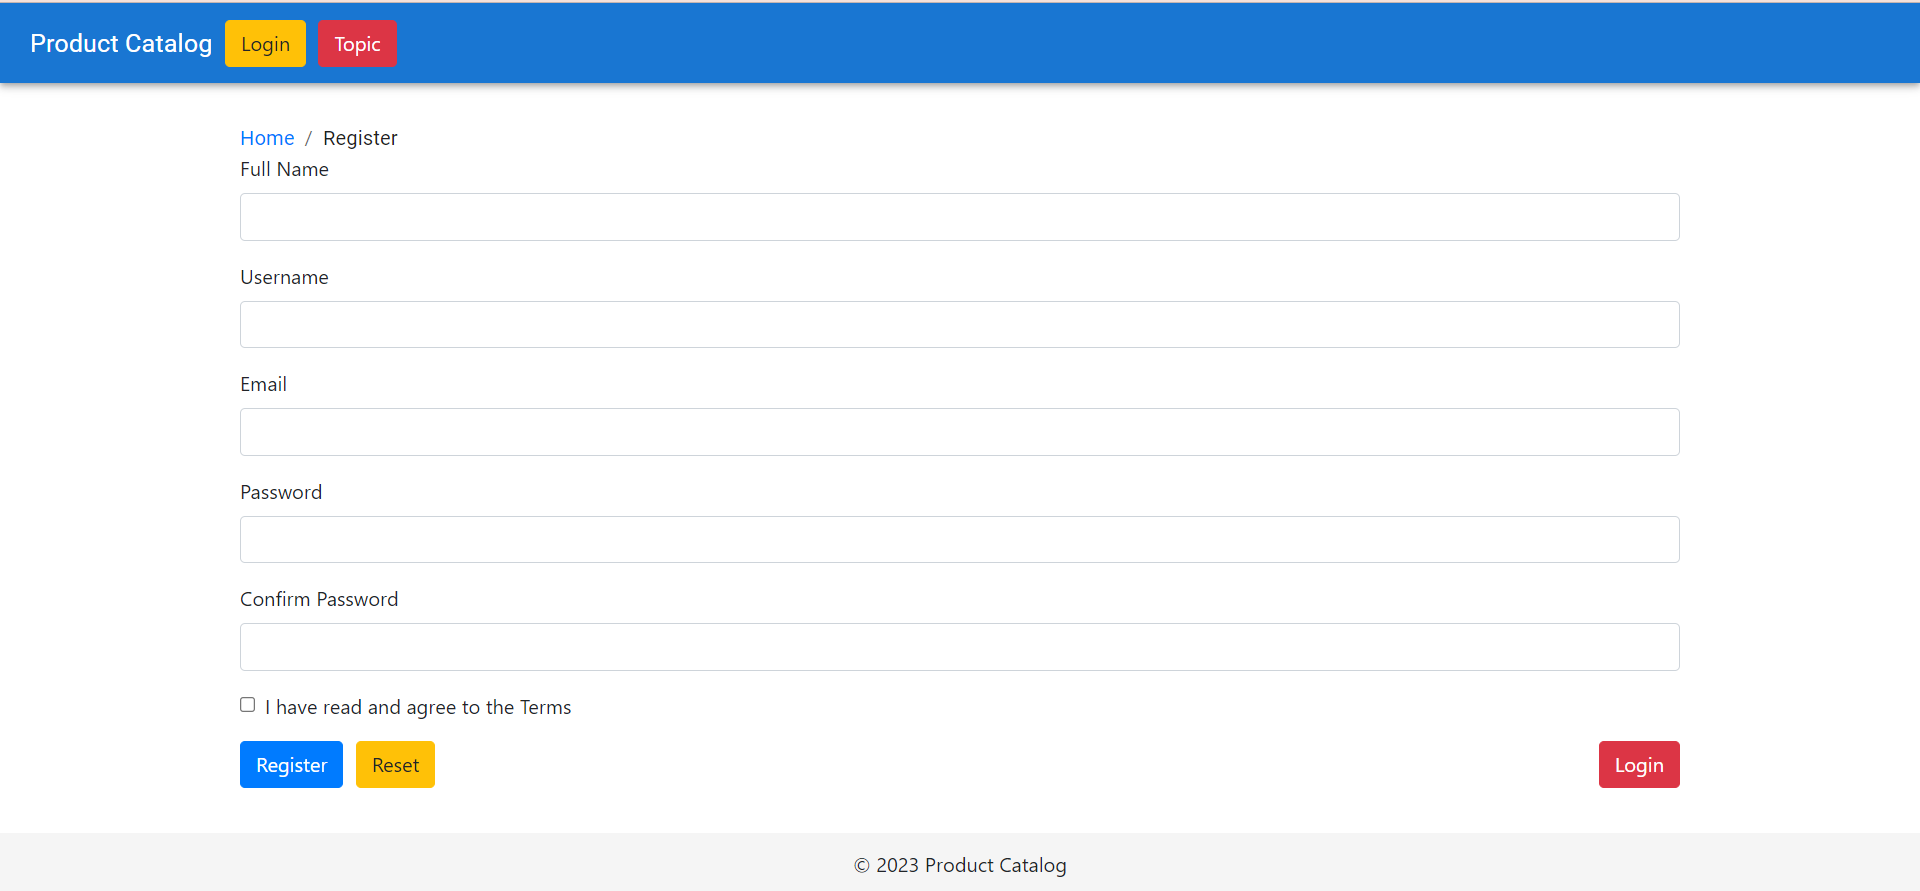 Product Catalog Login Topic
Home / Register
Full Name
Username
Email
Password
Confirm Password
I have read and agree to the Terms
Register Reset Login
© 2023 Product Catalog